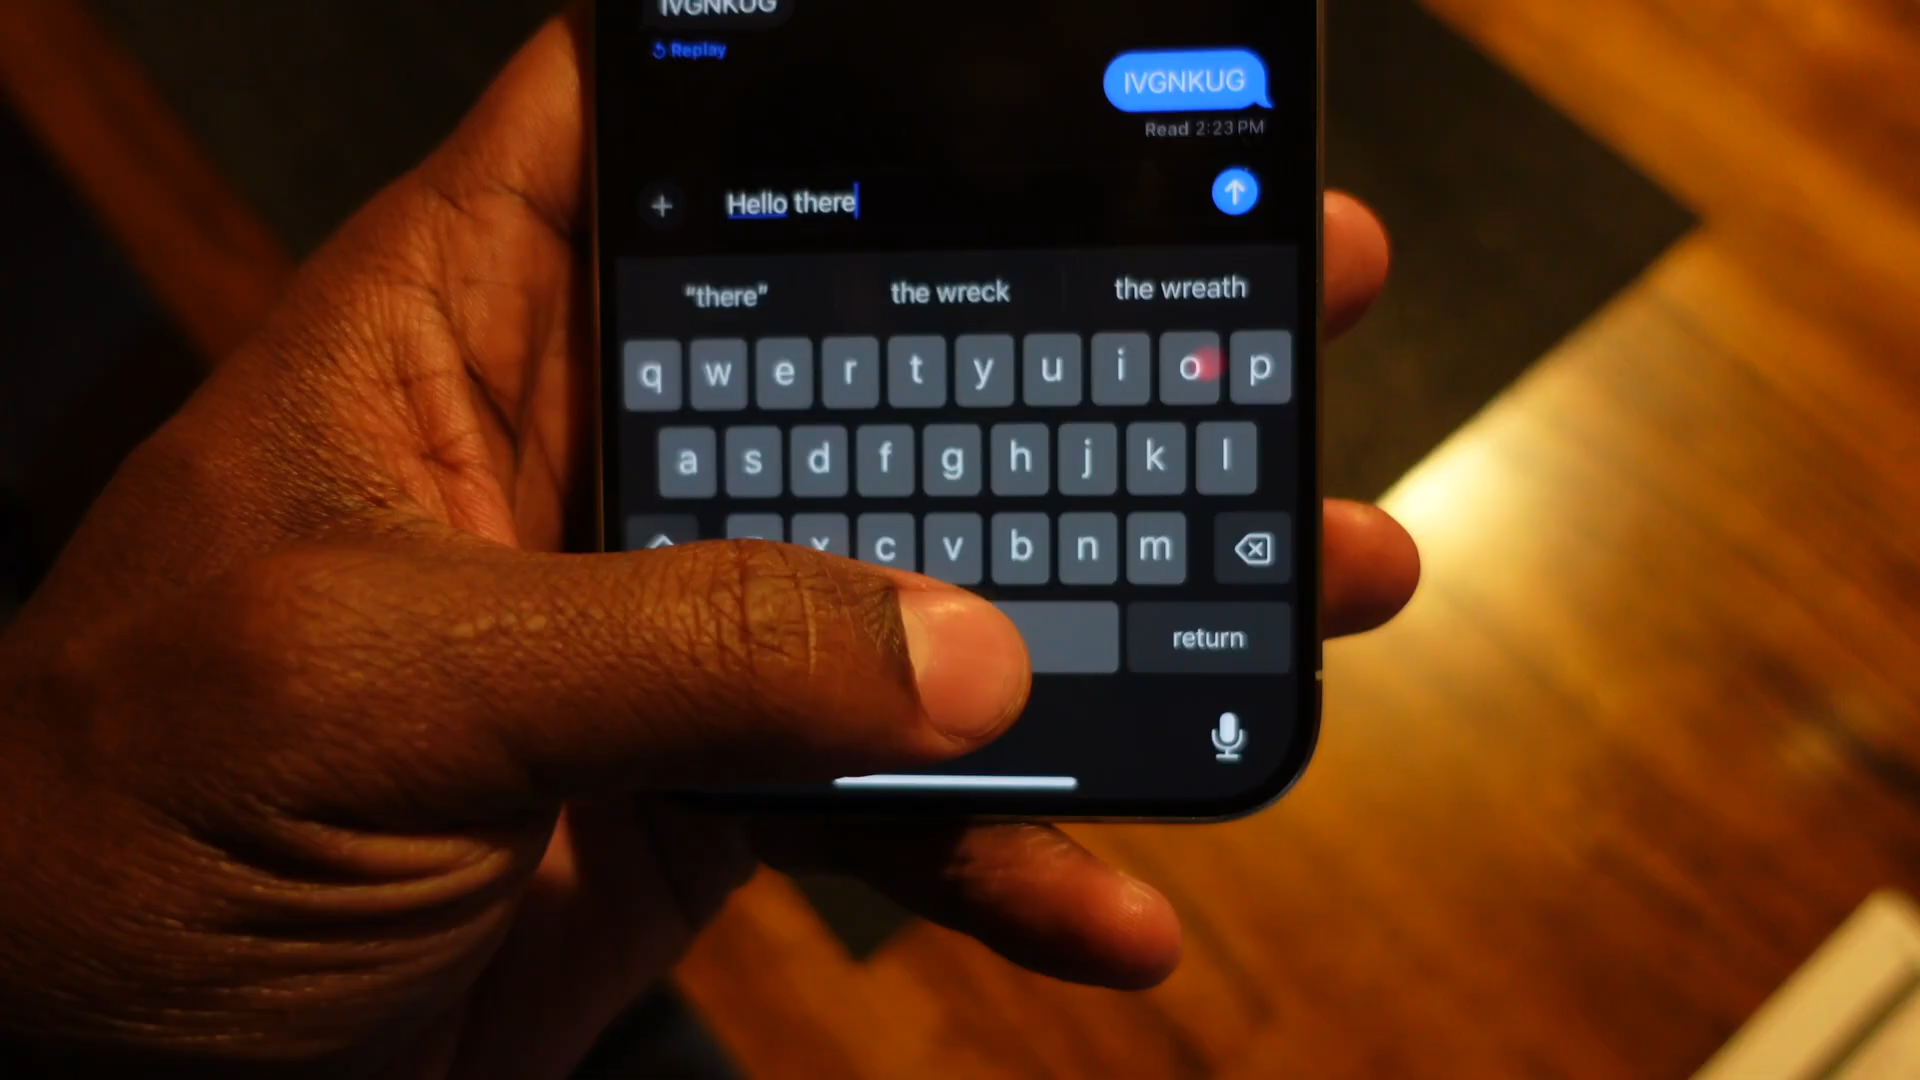 IVGNKUG
Replay
IVGNKUG
Read 2:23 PM
Hello there
"there" the wreck the wreath
q w e r t y u i o p
a s d f g h j k l
x c v b n m
return